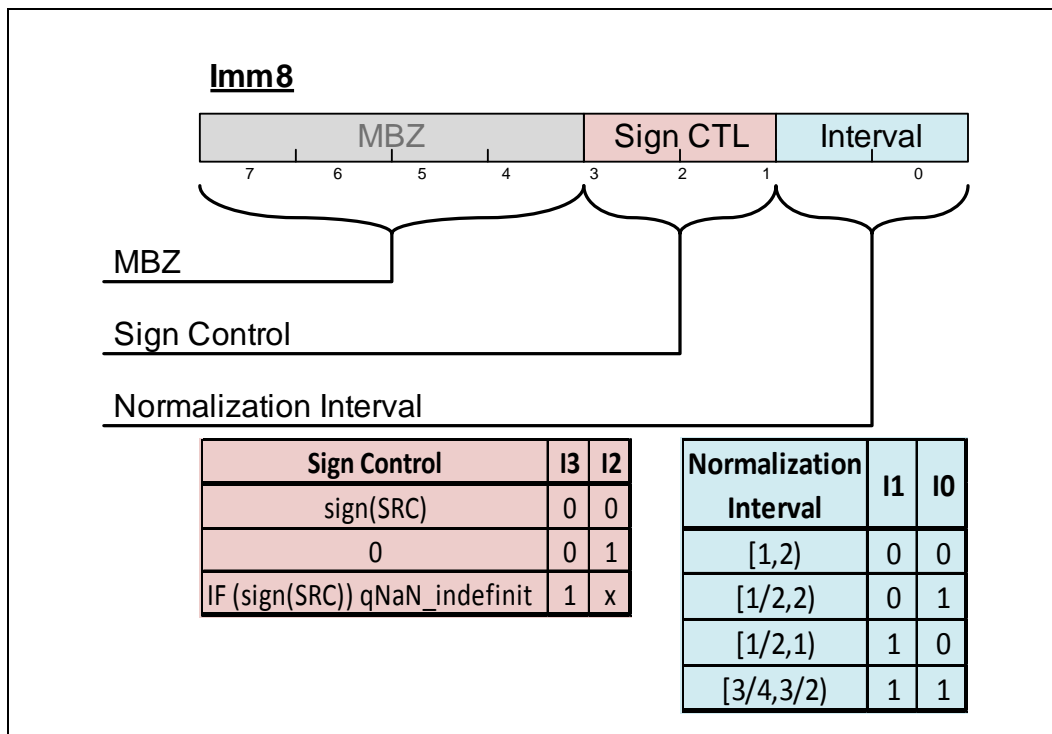 Imm8
MBZ Sign CTL Interval
7 6 5 4 3 2 1 0
MBZ
Sign Control
Normalization Interval
Sign Control I3 I2
sign(SRC) 0 0
0 0 1
IF (sign(SRC)) qNaN_indefinit 1 x
Normalization
Interval I1 I0
[1,2) 0 0
[1/2,2) 0 1
[1/2,1) 1 0
[3/4,3/2) 1 1